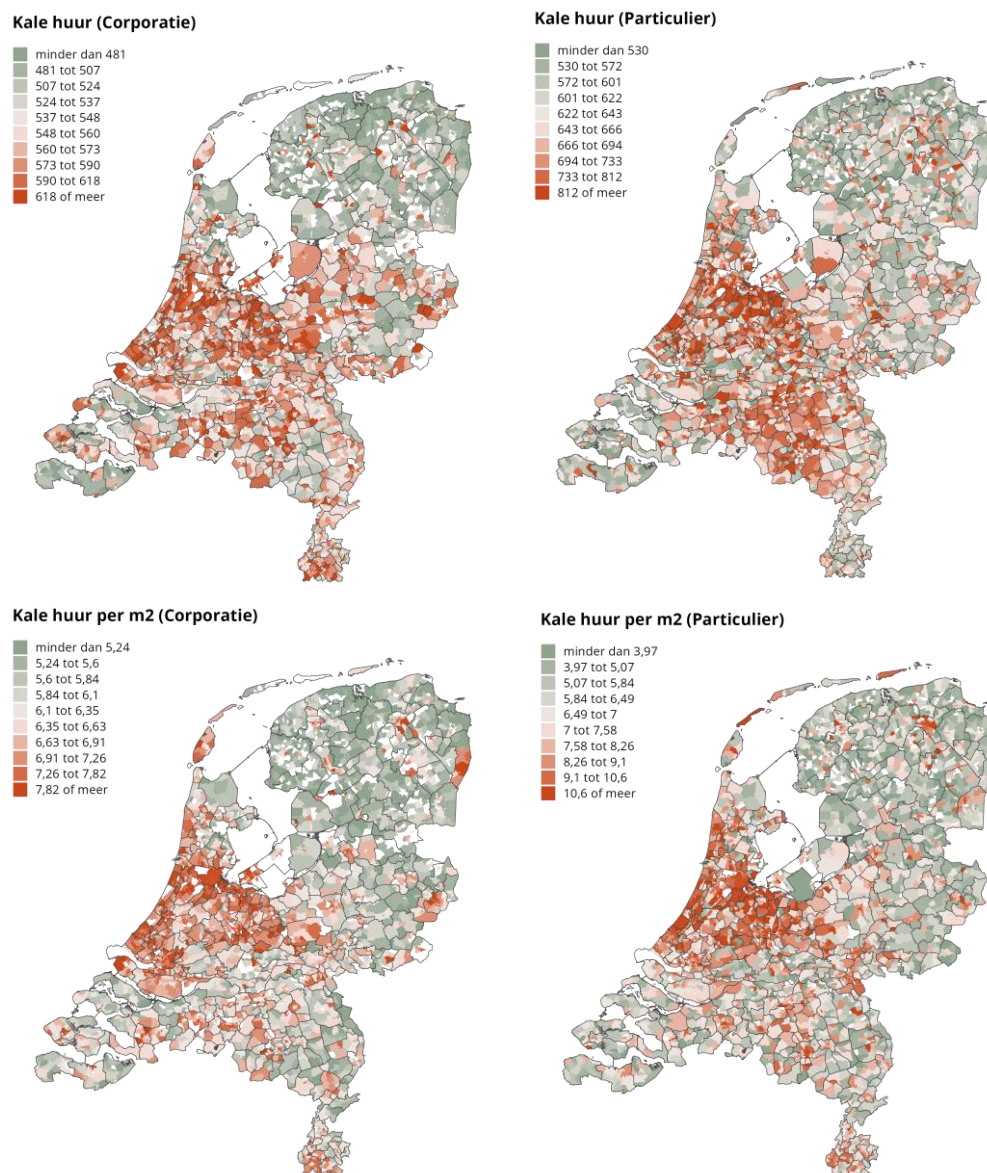 Kale huur (Corporatie)
minder dan 481
481 tot 507
507 tot 524
524 tot 537
537 tot 548
548 tot 560
560 tot 573
573 tot 590
590 tot 618
618 of meer
Kale huur (Particulier)
minder dan 530
530 tot 572
572 tot 601
601 tot 622
622 tot 643
643 tot 666
666 tot 694
694 tot 733
733 tot 812
812 of meer
Kale huur per m2 (Corporatie)
minder dan 5,24
5,24 tot 5,6
5,6 tot 5,84
5,84 tot 6,1
6,1 tot 6,35
6,35 tot 6,63
6,63 tot 6,91
6,91 tot 7,26
7,26 tot 7,82
7,82 of meer
Kale huur per m2 (Particulier)
minder dan 3,97
3,97 tot 5,07
5,07 tot 5,84
5,84 tot 6,49
6,49 tot 7
7 tot 7,58
7,58 tot 8,26
8,26 tot 9,1
9,1 tot 10,6
10,6 of meer